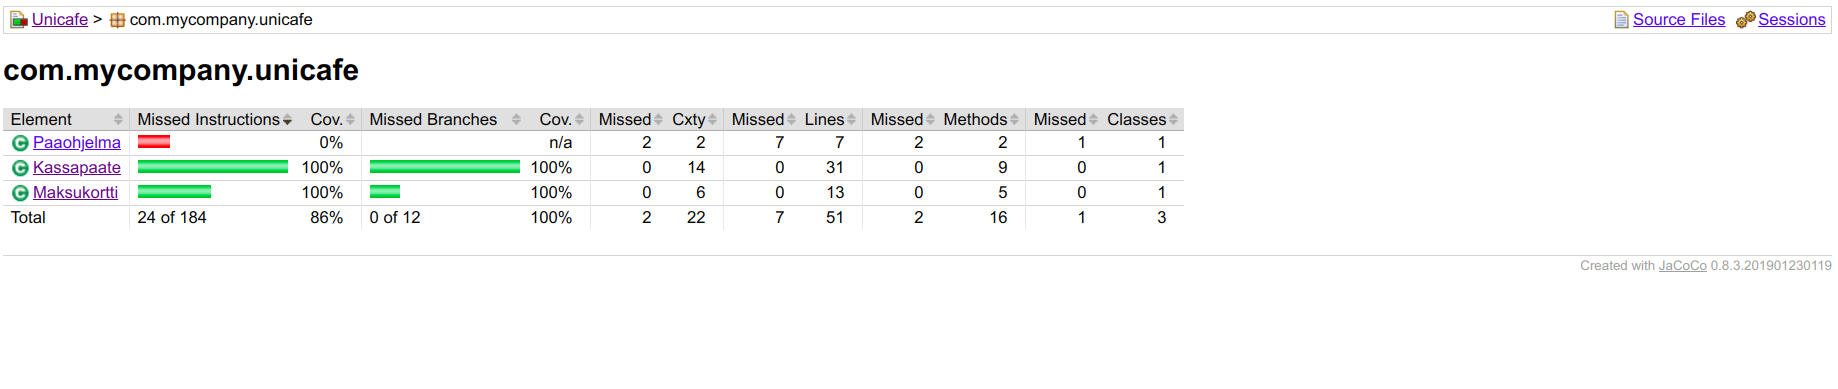 Unicafe > com.mycompany.unicafe Source Files Sessions
com.mycompany.unicafe
Element Missed Instructions Cov. Missed Branches Cov. Missed Cxty Missed Lines Missed Methods Missed Classes
Paaohjelma 0% n/a 2 2 7 7 2 2 1 1
Kassapaate 100% 100% 0 14 0 31 0 9 0 1
Maksukortti 100% 100% 0 6 0 13 0 5 0 1
Total 24 of 184 86% 0 of 12 100% 2 22 7 51 2 16 1 3
Created with JaCoCo 0.8.3.201901230119